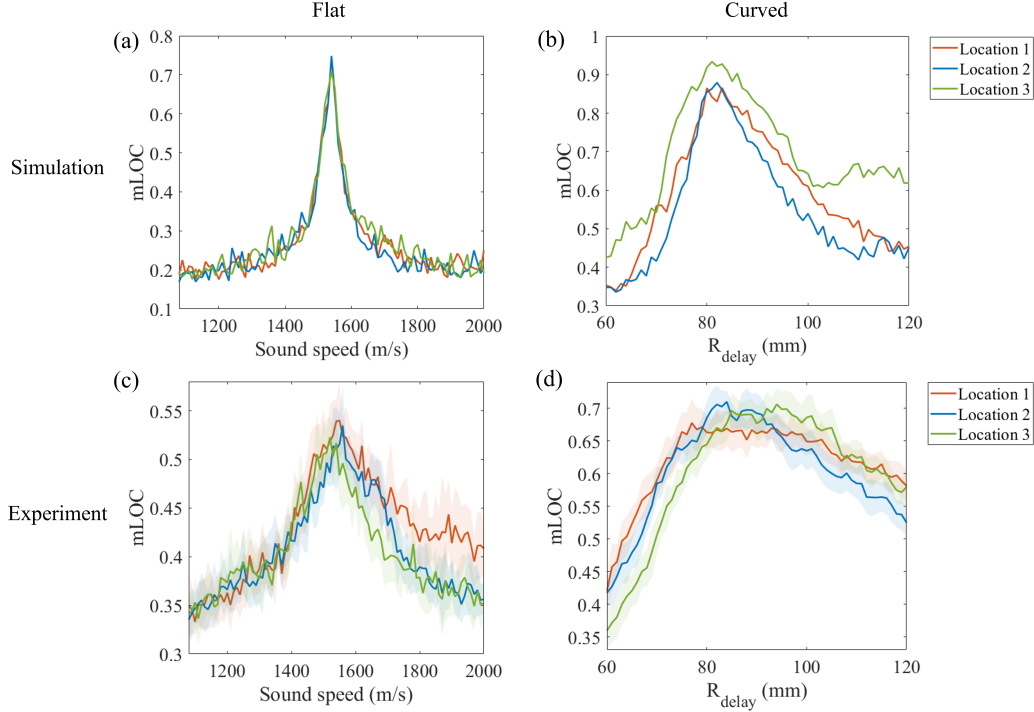 Flat
Curved
(a)
(b)
Simulation
mLOC
0.8
0.7
0.6
0.5
0.4
0.3
0.2
0.1
1200
1400
1600
1800
2000
Sound speed (m/s)
mLOC
1
0.9
0.8
0.7
0.6
0.5
0.4
0.3
60
80
100
120
R_delay (mm)
Location 1
Location 2
Location 3
(c)
(d)
Experiment
mLOC
0.55
0.5
0.45
0.4
0.35
0.3
1200
1400
1600
1800
2000
Sound speed (m/s)
mLOC
0.7
0.65
0.6
0.55
0.5
0.45
0.4
0.35
60
80
100
120
R_delay (mm)
Location 1
Location 2
Location 3